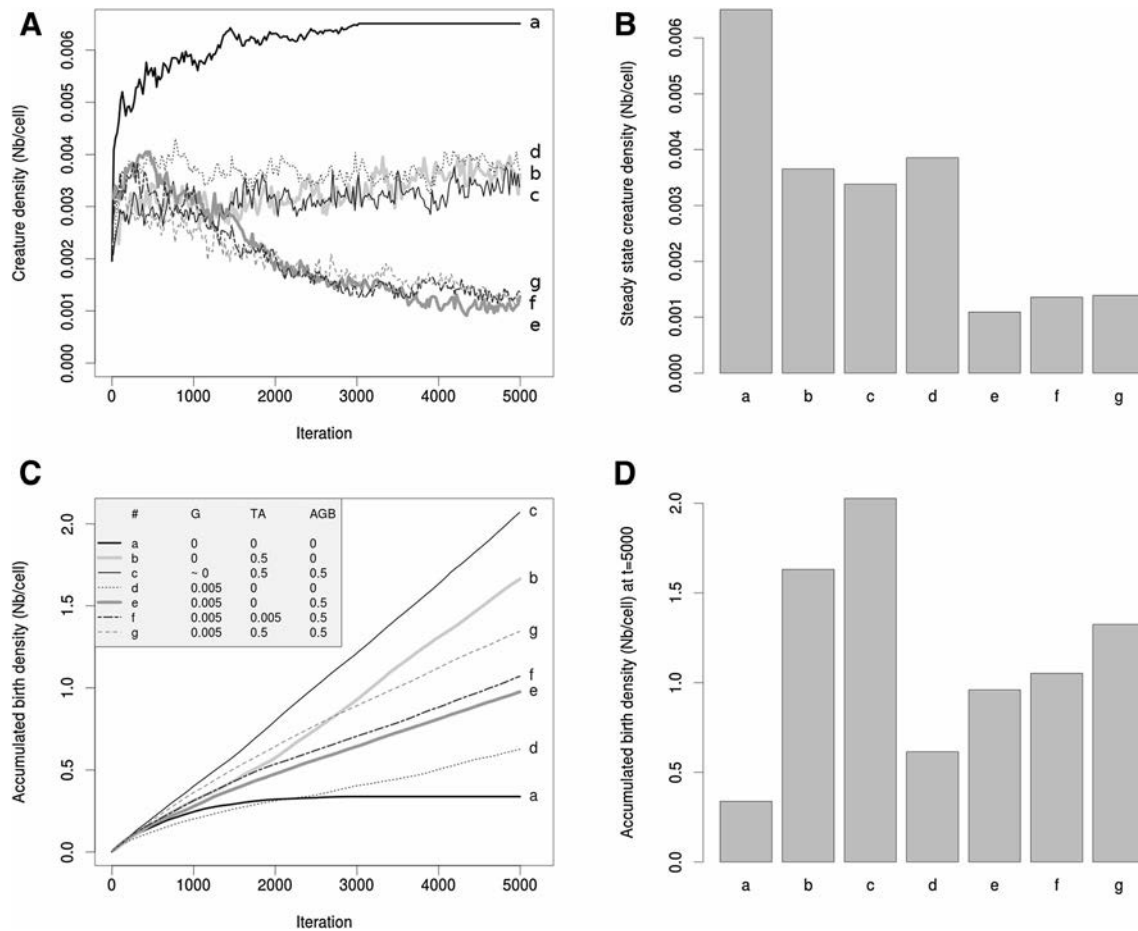 A
Creature density (Nb/cell)
0.006
0.005
0.004
0.003
0.002
0.001
0.000
a
d
b
c
g
f
e
0 1000 2000 3000 4000 5000
Iteration
B
Steady state creature density (Nb/cell)
0.006
0.005
0.004
0.003
0.002
0.001
0.000
a b c d e f g
C
Accumulated birth density (Nb/cell)
2.0
1.5
1.0
0.5
0.0
# G TA AGB
a 0 0 0
b 0 0.5 0
c ~ 0 0.5 0.5
d 0.005 0 0
e 0.005 0 0.5
f 0.005 0.005 0.5
g 0.005 0.5 0.5
c
b
g
f
e
d
a
0 1000 2000 3000 4000 5000
Iteration
D
Accumulated birth density (Nb/cell) at t=5000
2.0
1.5
1.0
0.5
0.0
a b c d e f g